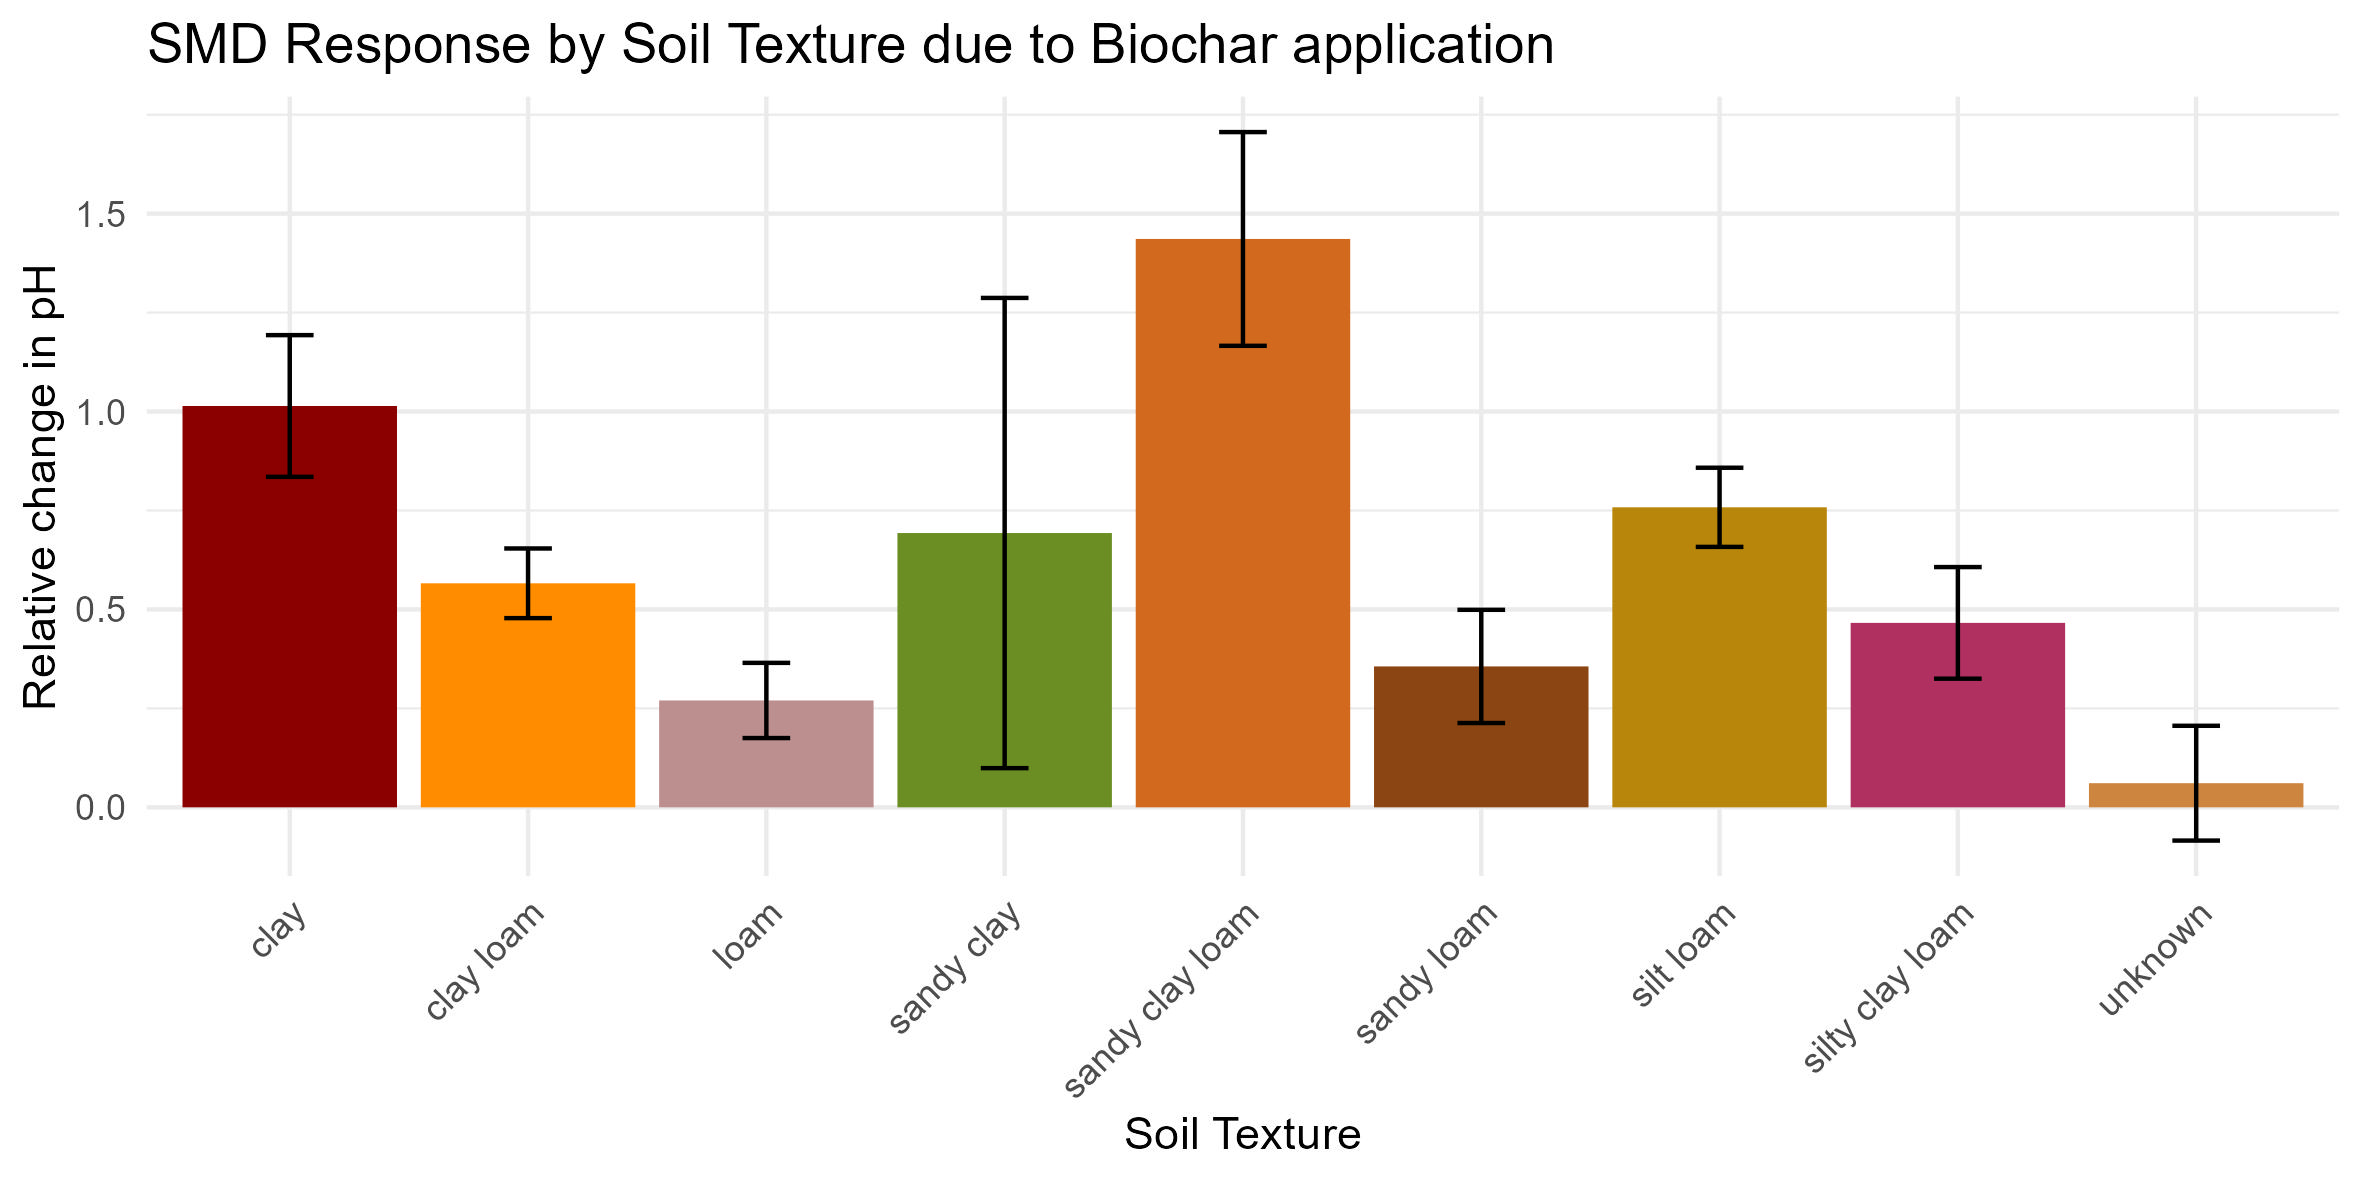 SMD Response by Soil Texture due to Biochar application
Relative change in pH
1.5
1.0
0.5
0.0
clay
clay loam
loam
sandy clay
sandy clay loam
sandy loam
silt loam
silty clay loam
unknown
Soil Texture